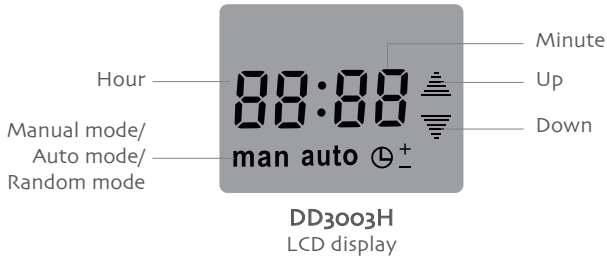 Minute
Hour
88:88
Up
Manual mode/
Auto mode/
Random mode
Down
man auto + –
DD3003H
LCD display